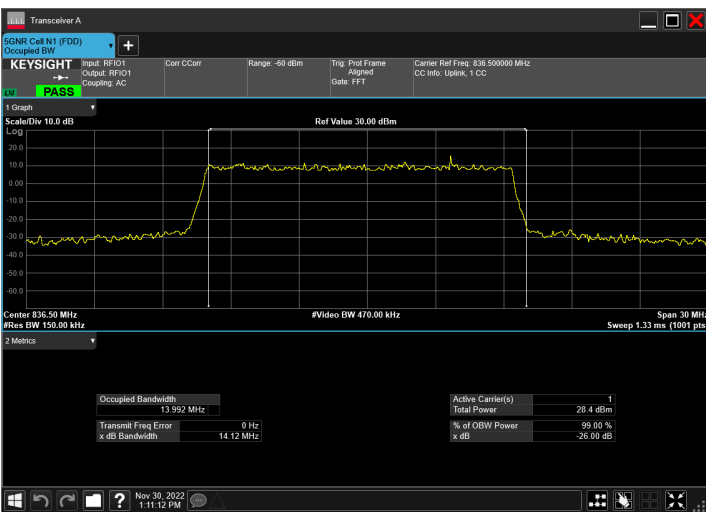 Transceiver A
5GNR Cell N1 (FDD)
Occupied BW
KEYSIGHT
Input: RFIO1
Output: RFIO1
Coupling: AC
Corr CCorr
Range: -60 dBm
Trig: Prot Frame
Aligned
Gate: FFT
Carrier Ref Freq: 836.500000 MHz
CC Info: Uplink, 1 CC
PASS
1 Graph
Scale/Div 10.0 dB
Ref Value 30.00 dBm
Log
20.0
10.0
0.00
-10.0
-20.0
-30.0
-40.0
-50.0
-60.0
Center 836.50 MHz
#Video BW 470.00 kHz
Span 30 MHz
#Res BW 150.00 kHz
Sweep 1.33 ms (1001 pts
2 Metrics
Occupied Bandwidth
13.992 MHz
Transmit Freq Error 0 Hz
x dB Bandwidth 14.12 MHz
Active Carrier(s) 1
Total Power 28.4 dBm
% of OBW Power 99.00 %
x dB -26.00 dB
Nov 30, 2022
1:11:12 PM